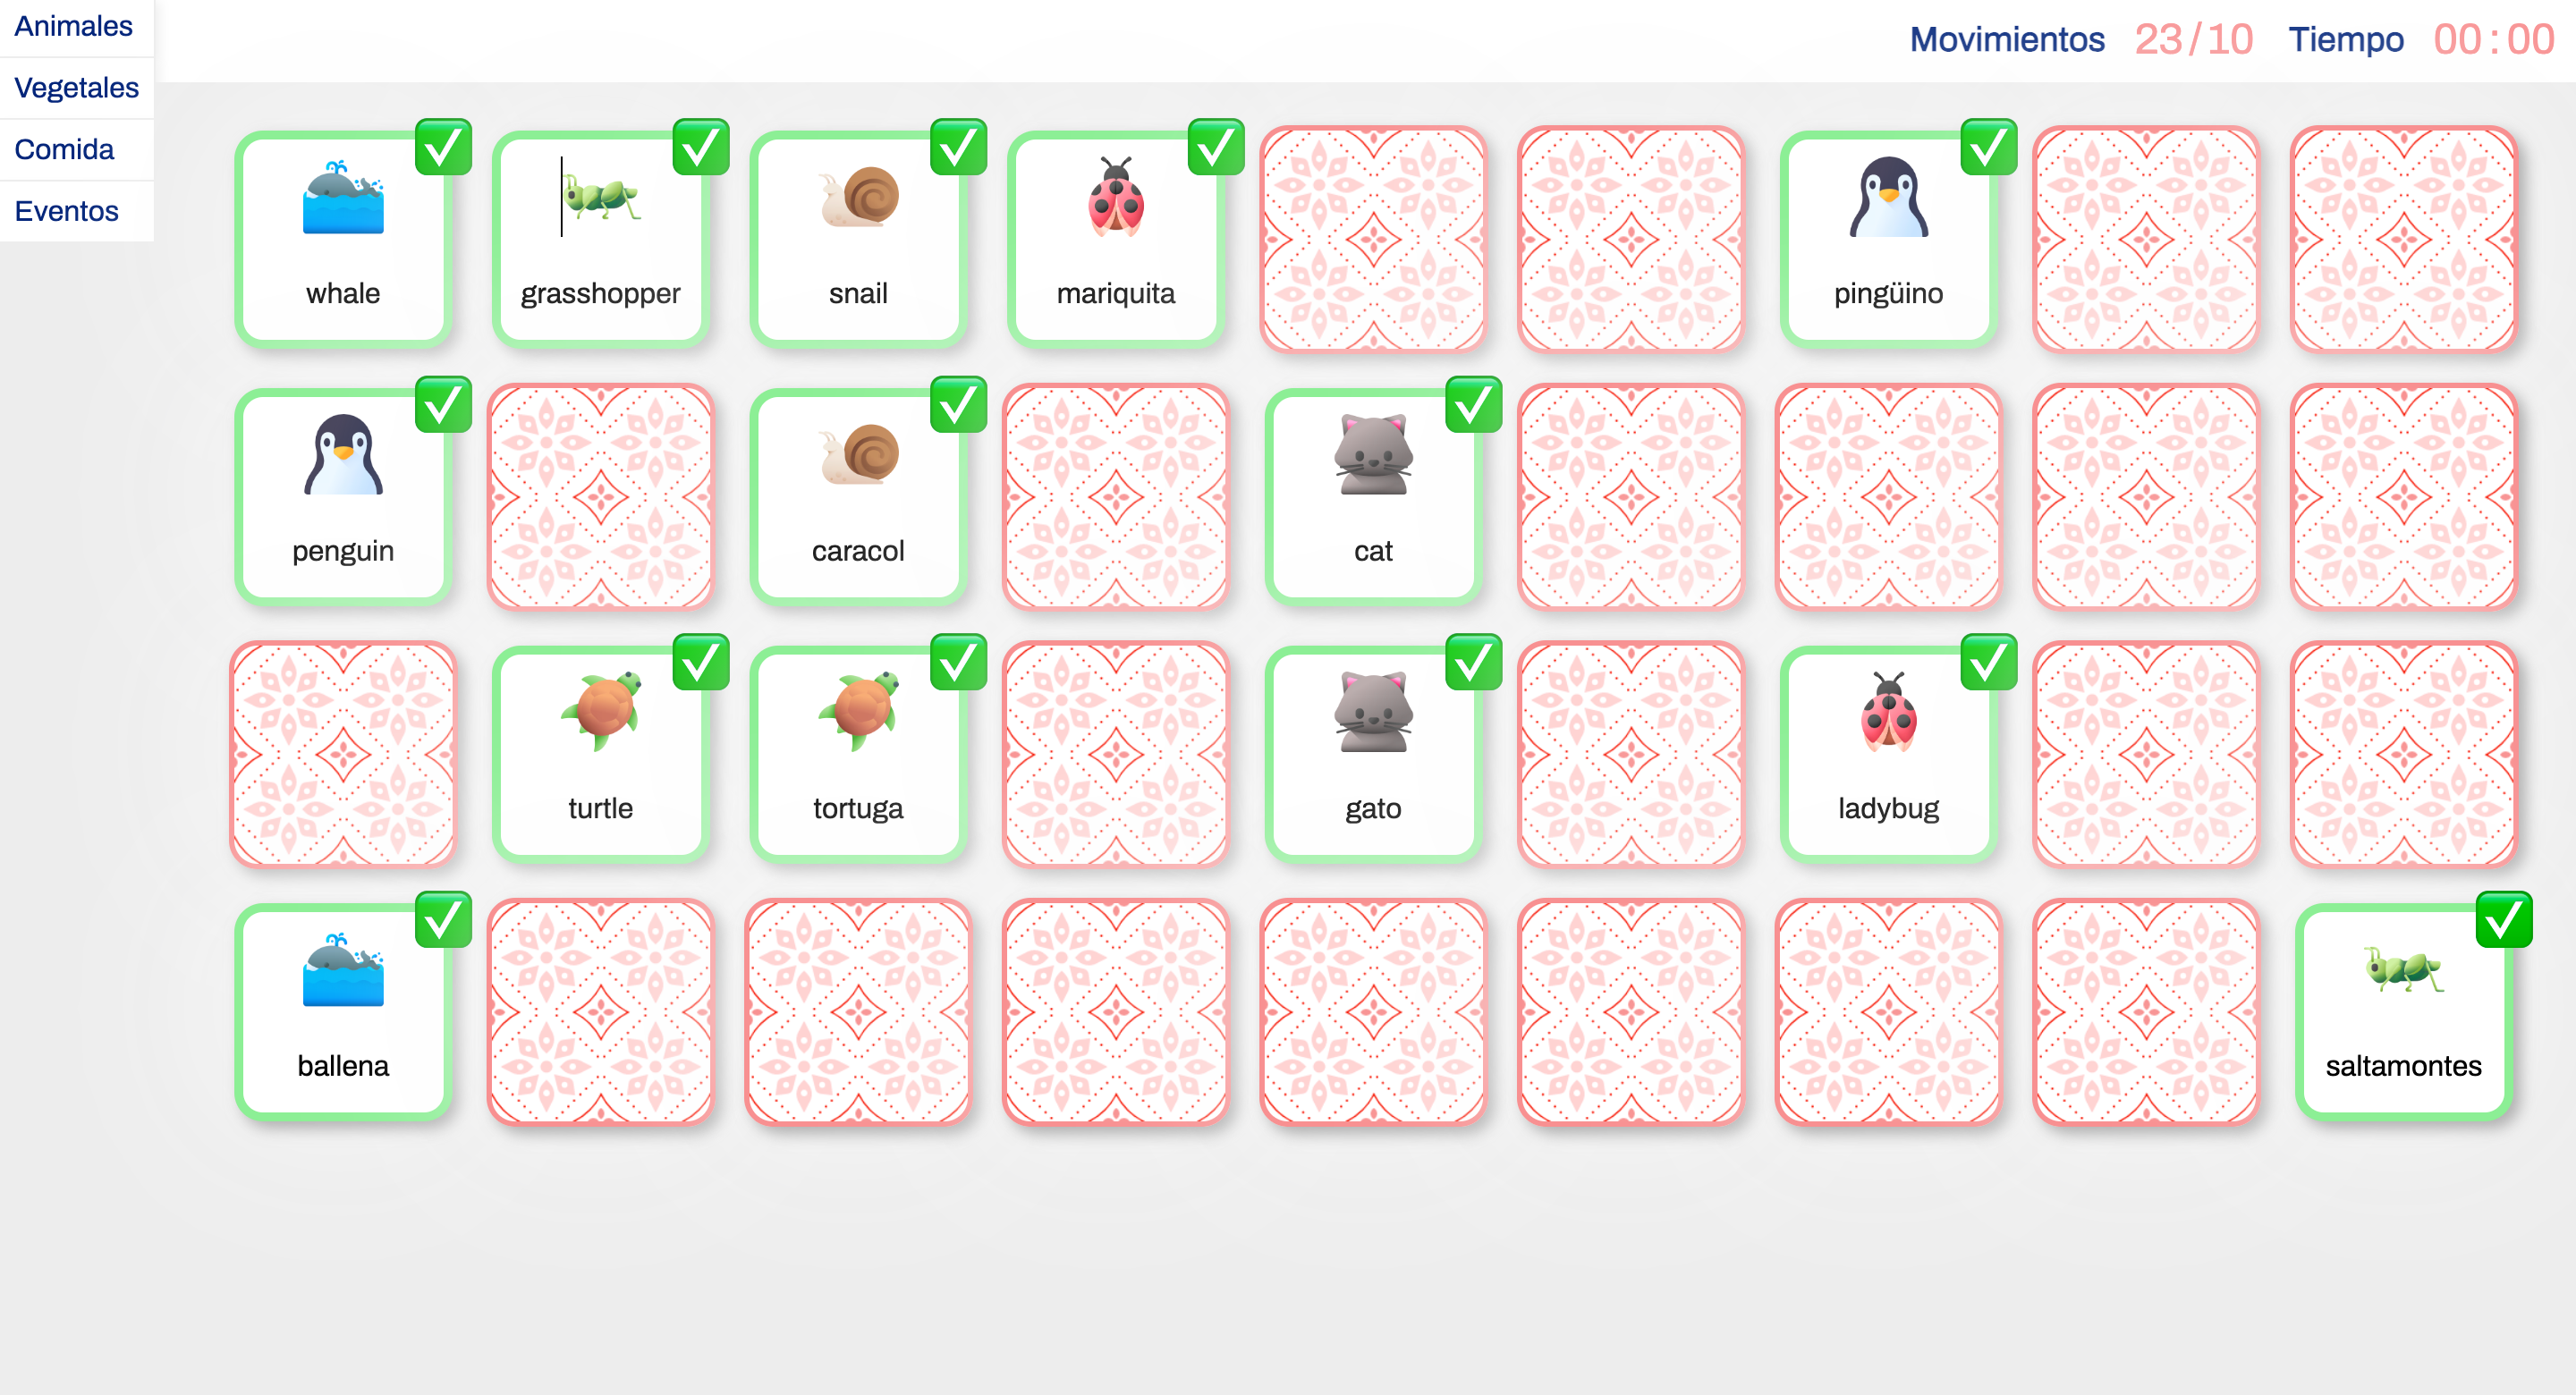 Animales
Vegetales
Comida
Eventos
Movimientos 23/10 Tiempo 00:00
whale grasshopper snail mariquita pingüino
penguin caracol cat
turtle tortuga gato ladybug
ballena saltamontes